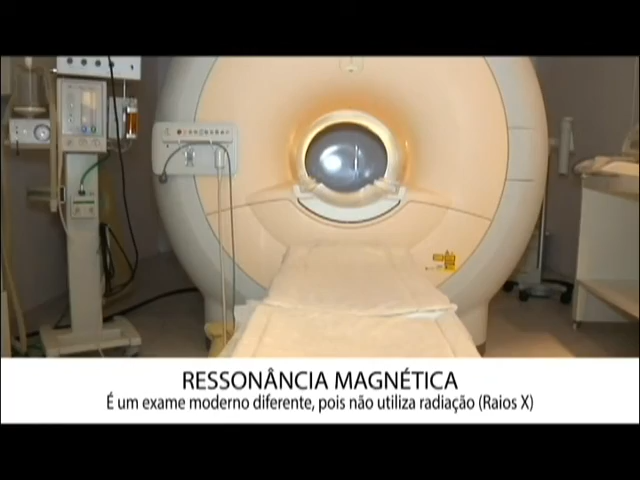 RESSONÂNCIA MAGNÉTICA
É um exame moderno diferente, pois não utiliza radiação (Raios X)